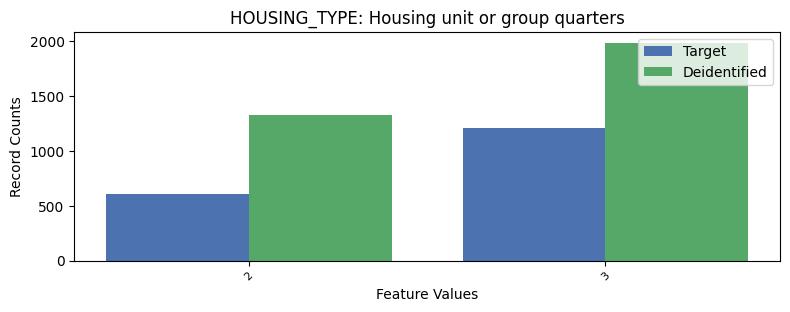 HOUSING_TYPE: Housing unit or group quarters
2000
1500
1000
500
0
Record Counts
Target
Deidentified
2
3
Feature Values